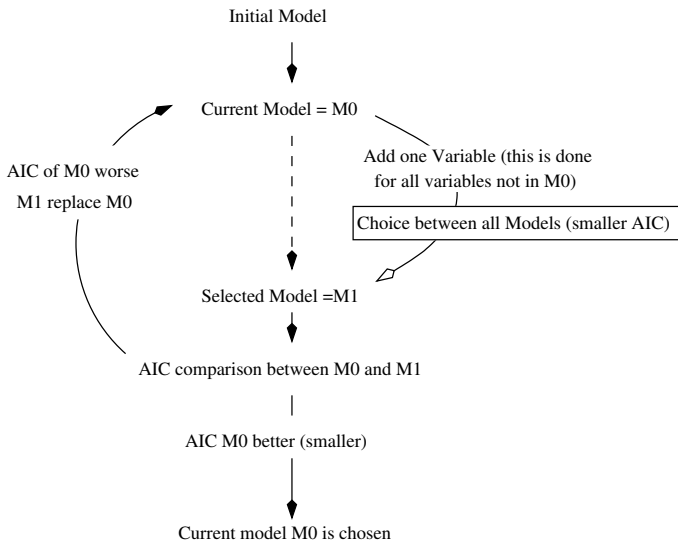 Initial Model
Current Model = M0
Add one Variable (this is done
for all variables not in M0)
AIC of M0 worse
M1 replace M0
Choice between all Models (smaller AIC)
Selected Model =M1
AIC comparison between M0 and M1
AIC M0 better (smaller)
Current model M0 is chosen